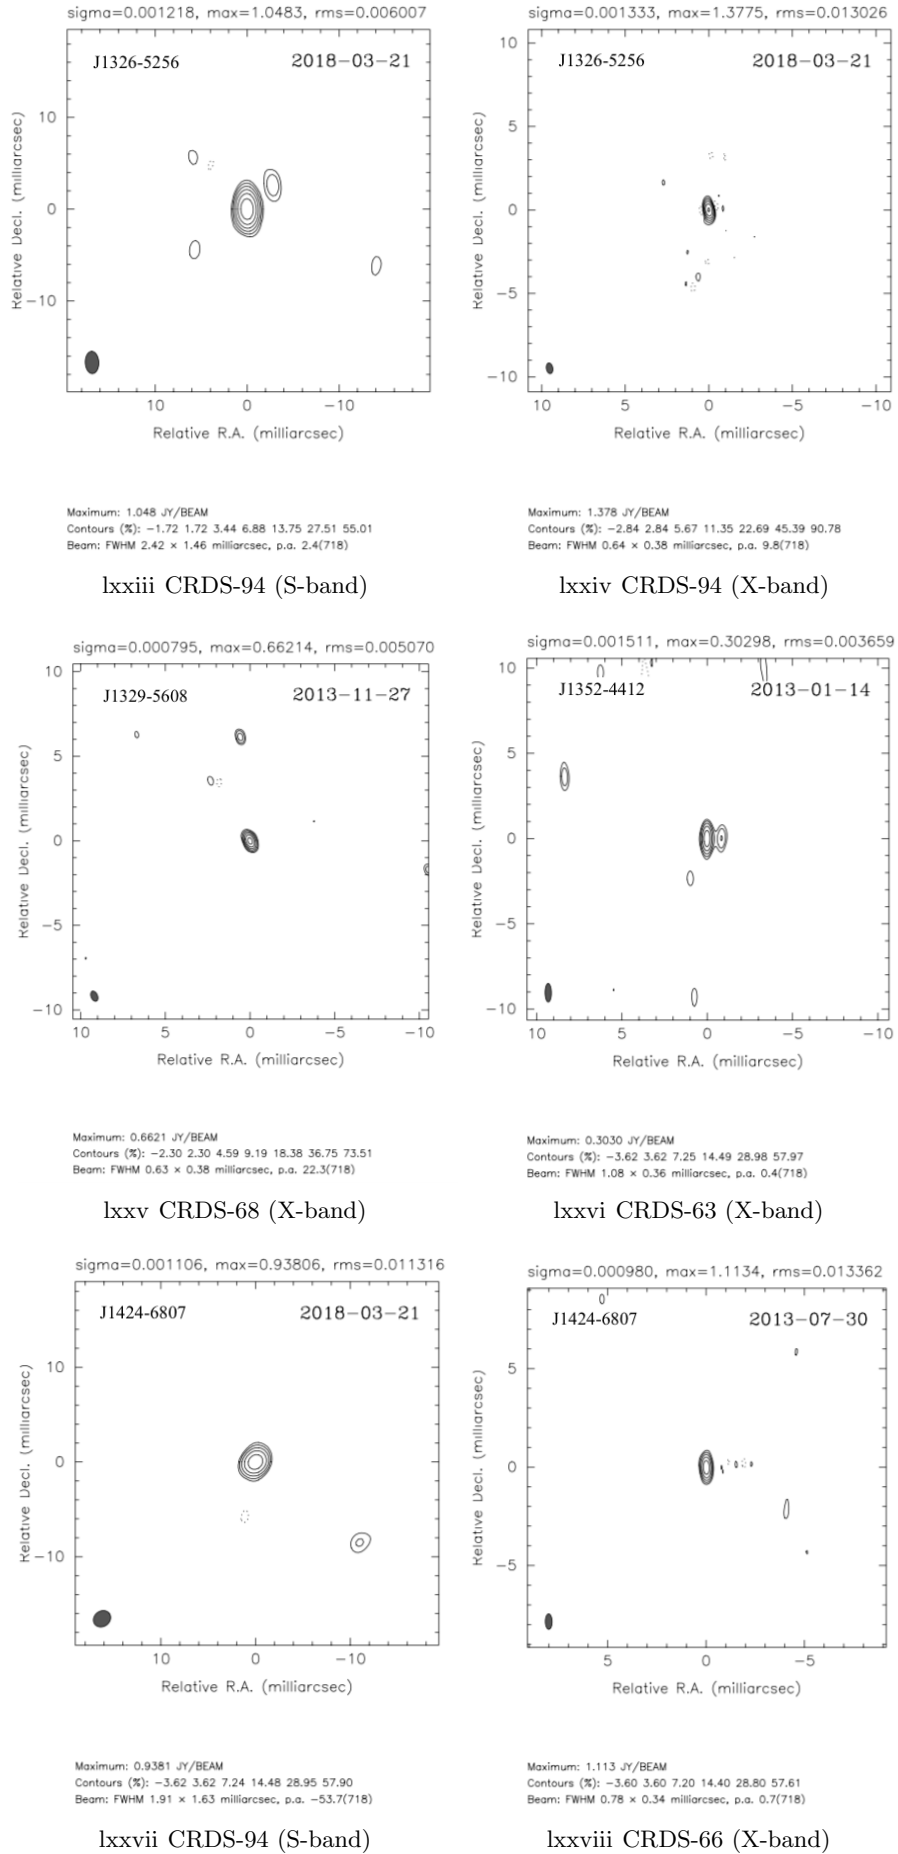 sigma=0.001218, max=1.0483, rms=0.006007
J1326-5256
2018-03-21
10
0
-10
Relative Decl. (milliarcsec)
10 0 -10
Relative R.A. (milliarcsec)
Maximum: 1.048 JY/BEAM
Contours (%): -1.72 1.72 3.44 6.88 13.75 27.51 55.01
Beam: FWHM 2.42 × 1.46 milliarcsec, p.a. 2.4(718)
lxxiii CRDS-94 (S-band)
sigma=0.001333, max=1.3775, rms=0.013026
J1326-5256
2018-03-21
10
5
0
-5
-10
Relative Decl. (milliarcsec)
10 5 0 -5 -10
Relative R.A. (milliarcsec)
Maximum: 1.378 JY/BEAM
Contours (%): -2.84 2.84 5.67 11.35 22.69 45.39 90.78
Beam: FWHM 0.64 × 0.38 milliarcsec, p.a. 9.8(718)
lxxiv CRDS-94 (X-band)
sigma=0.000795, max=0.66214, rms=0.005070
J1329-5608
2013-11-27
10
5
0
-5
-10
Relative Decl. (milliarcsec)
10 5 0 -5 -10
Relative R.A. (milliarcsec)
Maximum: 0.6621 JY/BEAM
Contours (%): -2.30 2.30 4.59 9.19 18.38 36.75 73.51
Beam: FWHM 0.63 × 0.38 milliarcsec, p.a. 22.3(718)
lxxv CRDS-68 (X-band)
sigma=0.001511, max=0.30298, rms=0.003659
J1352-4412
2013-01-14
10
5
0
-5
-10
Relative Decl. (milliarcsec)
10 5 0 -5 -10
Relative R.A. (milliarcsec)
Maximum: 0.3030 JY/BEAM
Contours (%): -3.62 3.62 7.25 14.49 28.98 57.97
Beam: FWHM 1.08 × 0.36 milliarcsec, p.a. 0.4(718)
lxxvi CRDS-63 (X-band)
sigma=0.001106, max=0.93806, rms=0.011316
J1424-6807
2018-03-21
10
0
-10
Relative Decl. (milliarcsec)
10 0 -10
Relative R.A. (milliarcsec)
Maximum: 0.9381 JY/BEAM
Contours (%): -3.62 3.62 7.24 14.48 28.95 57.90
Beam: FWHM 1.91 × 1.63 milliarcsec, p.a. -53.7(718)
lxxvii CRDS-94 (S-band)
sigma=0.000980, max=1.1134, rms=0.013362
J1424-6807
2013-07-30
5
0
-5
Relative Decl. (milliarcsec)
5 0 -5
Relative R.A. (milliarcsec)
Maximum: 1.113 JY/BEAM
Contours (%): -3.60 3.60 7.20 14.40 28.80 57.61
Beam: FWHM 0.78 × 0.34 milliarcsec, p.a. 0.7(718)
lxxviii CRDS-66 (X-band)